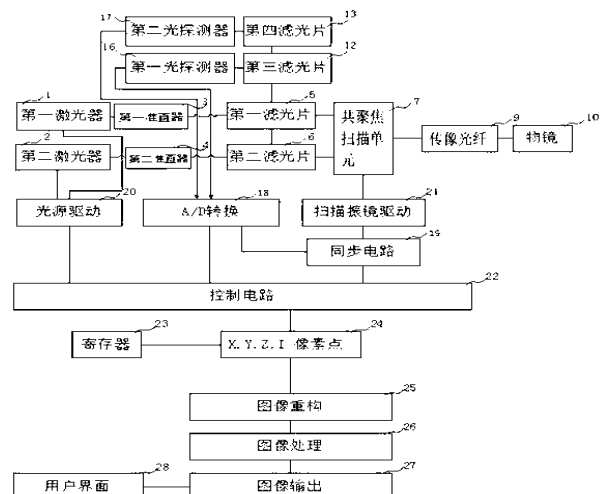 17
第二光探测器
第四滤光片
13
16
第一光探测器
第三滤光片
12
1
第一激光器
3
第一准直器
第一滤光片
5
共聚焦
扫描单
元
7
2
第二激光器
4
第二准直器
第二滤光片
6
传像光纤
9
物镜
10
光源驱动
20
A/D转换
18
扫描振镜驱动
21
同步电路
19
控制电路
22
寄存器
23
X.Y.Z.I 像素点
24
图像重构
25
图像处理
26
用户界面
28
图像输出
27